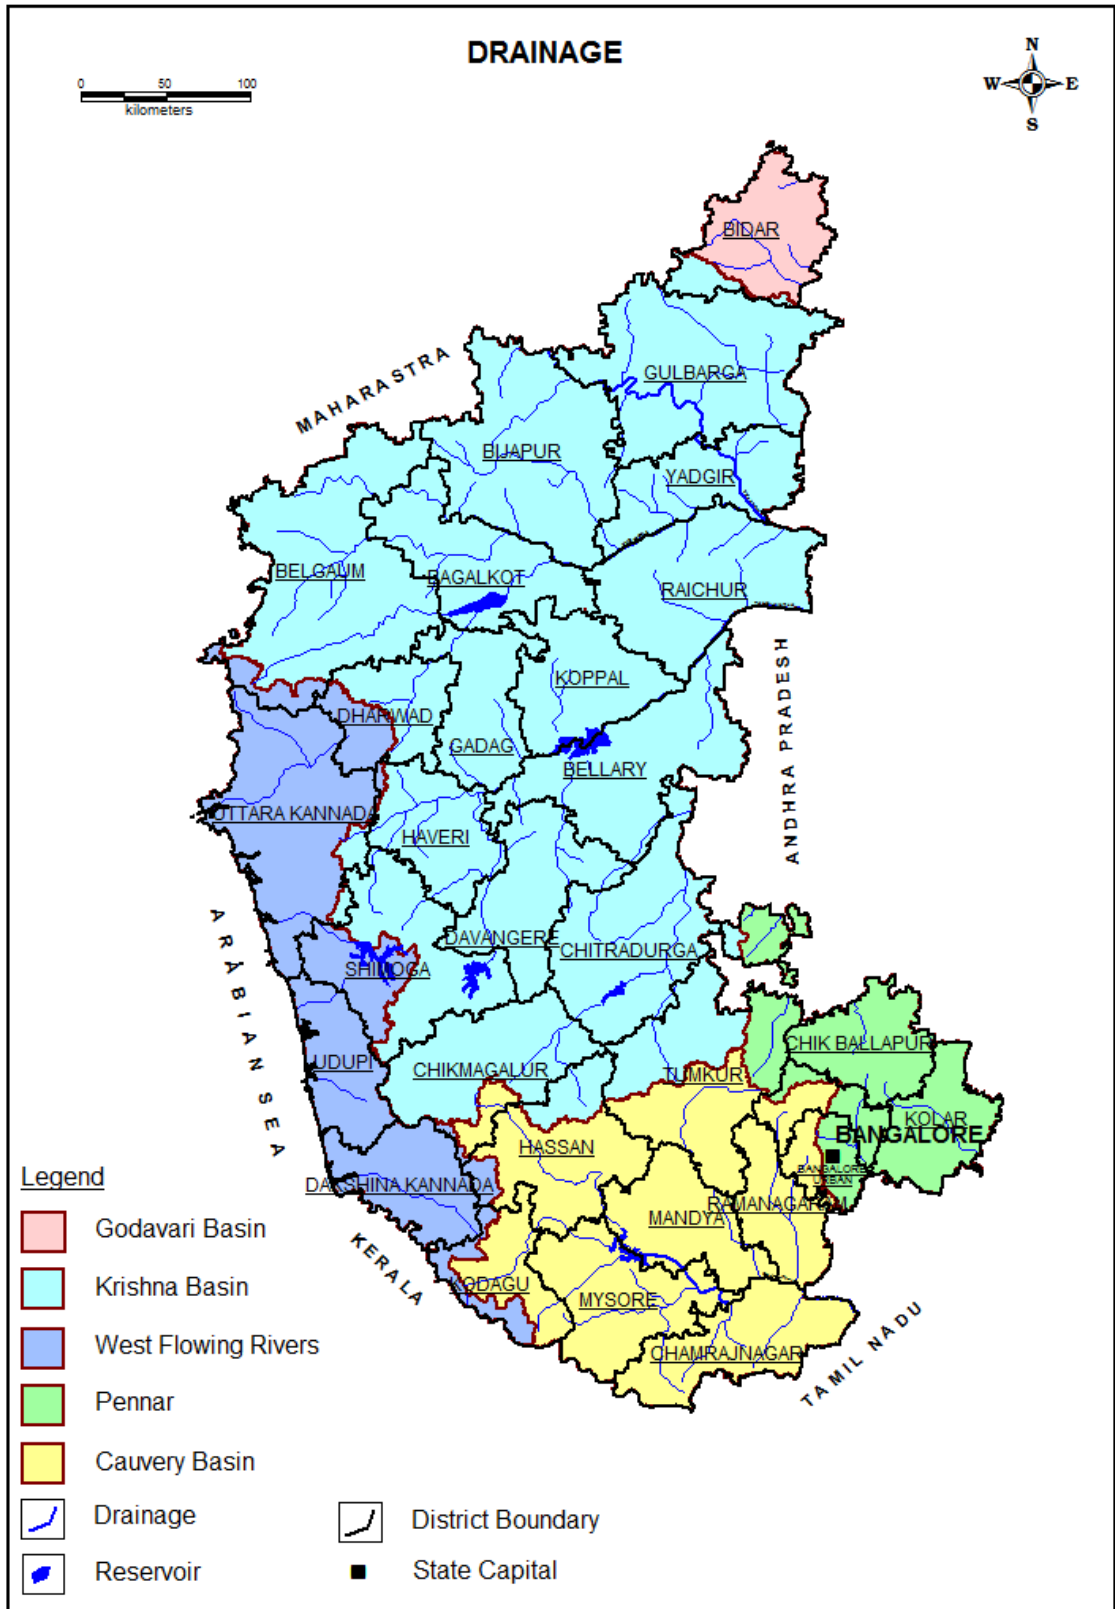 DRAINAGE
0 50 100
kilometers
N
W E
S
BIDAR
GULBARGA
MAHARASTRA
BIJAPUR
YADGIR
BELGAUM
BAGALKOT
RAICHUR
KOPPAL
DHARWAD
GADAG
BELLARY
ANDHRA PRADESH
UTTARA KANNADA
HAVERI
ARABIAN SEA
DAVANGERE
CHITRADURGA
SHIMOGA
CHIK BALLAPUR
UDUPI
CHIKMAGALUR
TUMKUR
KOLAR
BANGALORE
HASSAN
BANGALORE
URBAN
DAKSHINA KANNADA
RAMANAGARAM
MANDYA
KERALA
KODAGU
MYSORE
CHAMRAJNAGAR
TAMIL NADU
Legend
Godavari Basin
Krishna Basin
West Flowing Rivers
Pennar
Cauvery Basin
Drainage
District Boundary
Reservoir
State Capital